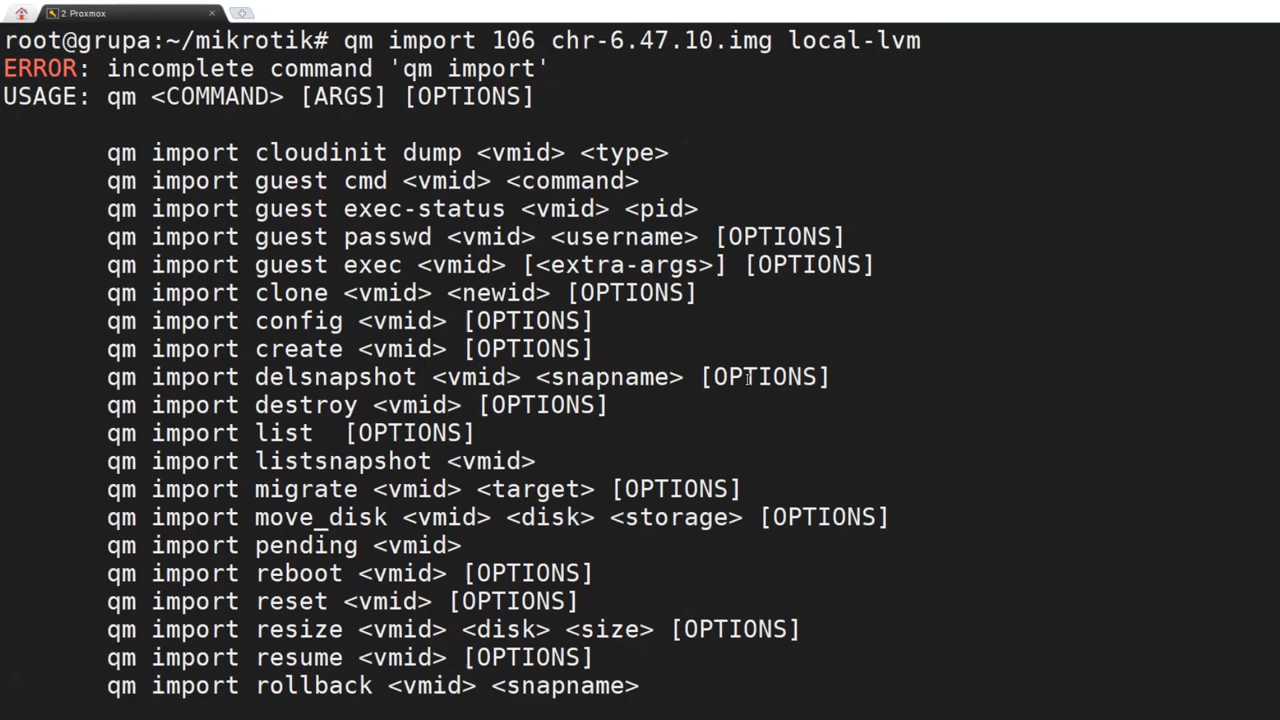 2. Proxmox
root@grupa:~/mikrotik# qm import 106 chr-6.47.10.img local-lvm
ERROR: incomplete command 'qm import'
USAGE: qm <COMMAND> [ARGS] [OPTIONS]
qm import cloudinit dump <vmid> <type>
qm import guest cmd <vmid> <command>
qm import guest exec-status <vmid> <pid>
qm import guest passwd <vmid> <username> [OPTIONS]
qm import guest exec <vmid> [<extra-args>] [OPTIONS]
qm import clone <vmid> <newid> [OPTIONS]
qm import config <vmid> [OPTIONS]
qm import create <vmid> [OPTIONS]
qm import delsnapshot <vmid> <snapname> [OPTIONS]
qm import destroy <vmid> [OPTIONS]
qm import list  [OPTIONS]
qm import listsnapshot <vmid>
qm import migrate <vmid> <target> [OPTIONS]
qm import move_disk <vmid> <disk> <storage> [OPTIONS]
qm import pending <vmid>
qm import reboot <vmid> [OPTIONS]
qm import reset <vmid> [OPTIONS]
qm import resize <vmid> <disk> <size> [OPTIONS]
qm import resume <vmid> [OPTIONS]
qm import rollback <vmid> <snapname>